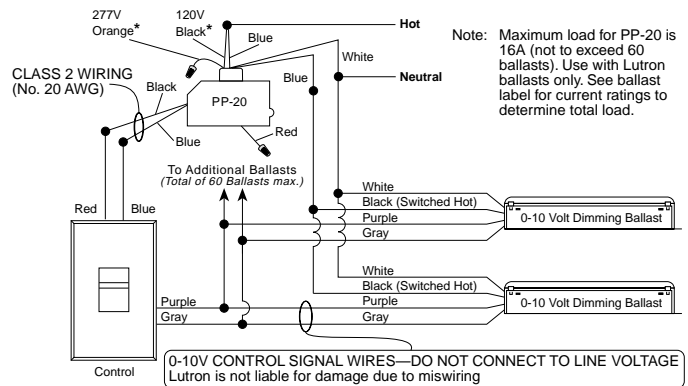 277V
Orange*
120V
Black*
Blue
Hot
White
Neutral
Blue
Note: Maximum load for PP-20 is
16A (not to exceed 60
ballasts). Use with Lutron
ballasts only. See ballast
label for current ratings to
determine total load.
CLASS 2 WIRING
(No. 20 AWG)
Black
Blue
PP-20
Red
To Additional Ballasts
(Total of 60 Ballasts max.)
Red
Blue
White
Black (Switched Hot)
Purple
Gray
0-10 Volt Dimming Ballast
White
Black (Switched Hot)
Purple
Gray
0-10 Volt Dimming Ballast
Purple
Gray
Control
0-10V CONTROL SIGNAL WIRES—DO NOT CONNECT TO LINE VOLTAGE
Lutron is not liable for damage due to miswiring